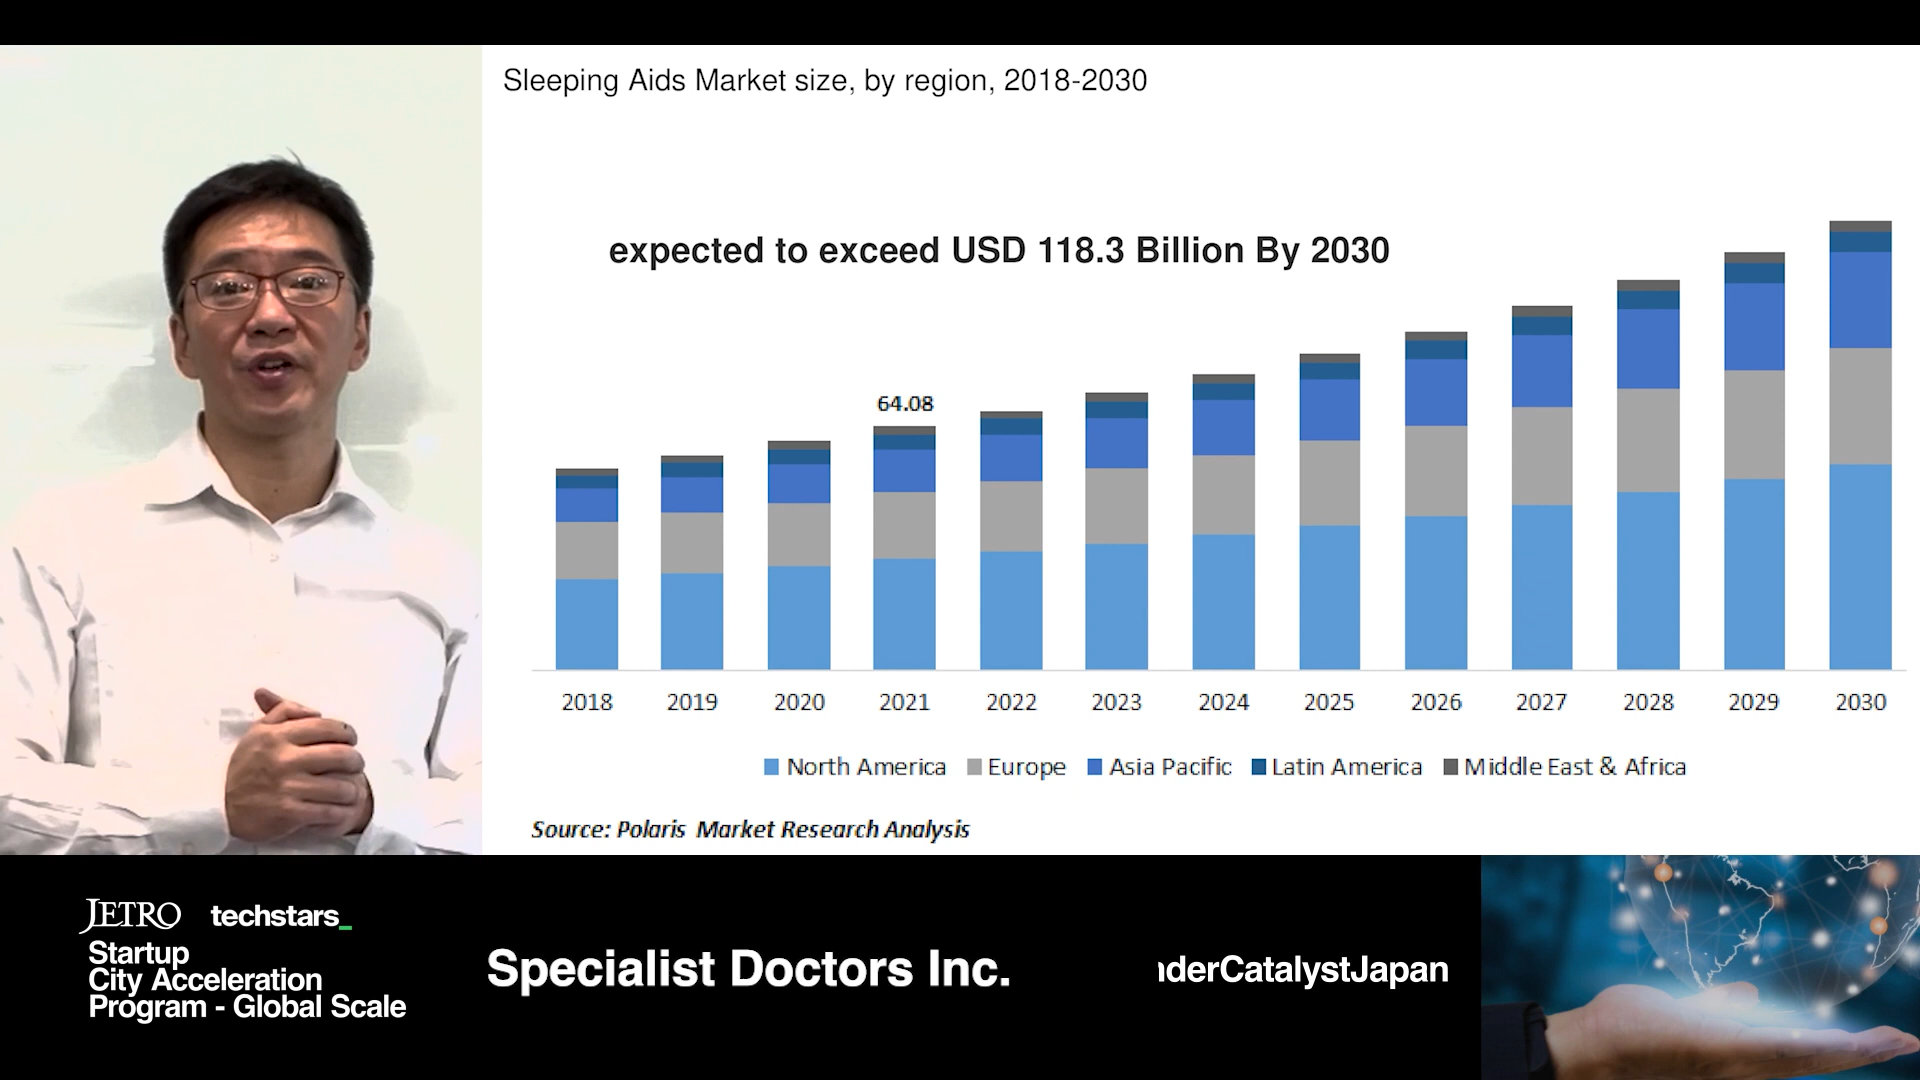 Sleeping Aids Market size, by region, 2018-2030
expected to exceed USD 118.3 Billion By 2030
64.08
2018 2019 2020 2021 2022 2023 2024 2025 2026 2027 2028 2029 2030
North America Europe Asia Pacific Latin America Middle East & Africa
Source: Polaris Market Research Analysis
JETRO techstars_
Startup
City Acceleration
Program - Global Scale
Specialist Doctors Inc.
nderCatalystJapan